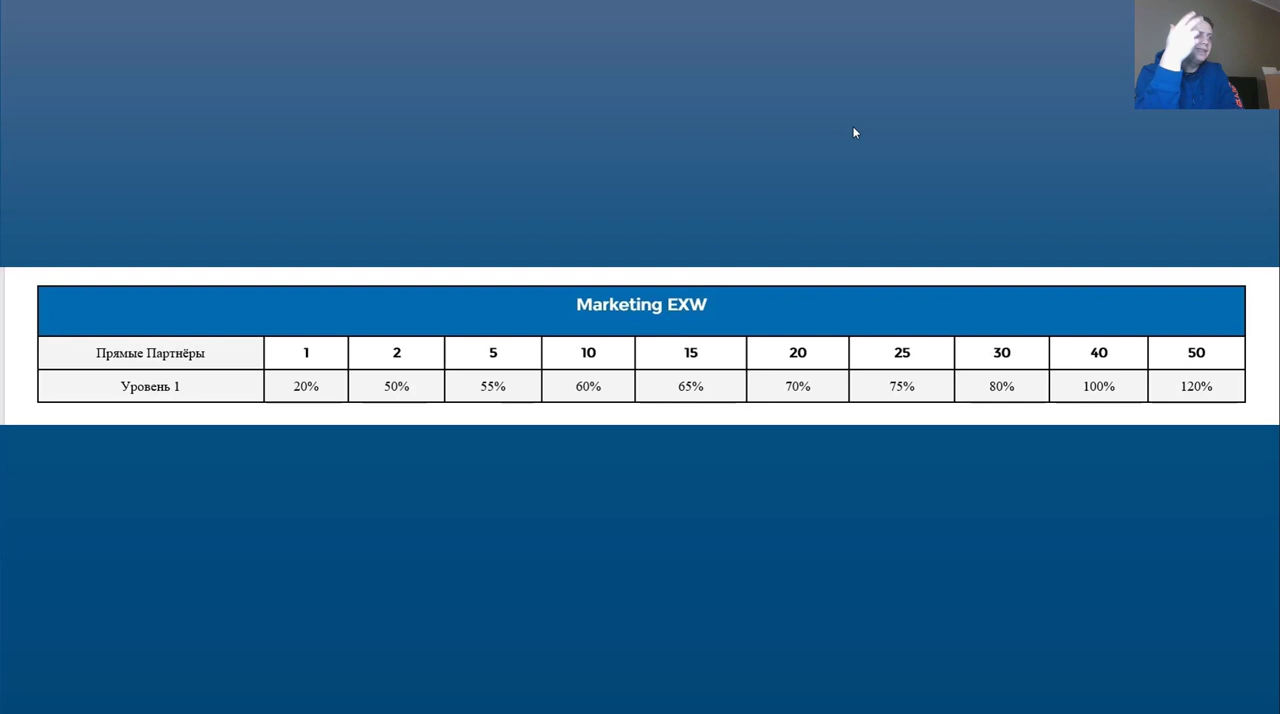 Marketing EXW
Прямые Партнёры 1 2 5 10 15 20 25 30 40 50
Уровень 1 20% 50% 55% 60% 65% 70% 75% 80% 100% 120%